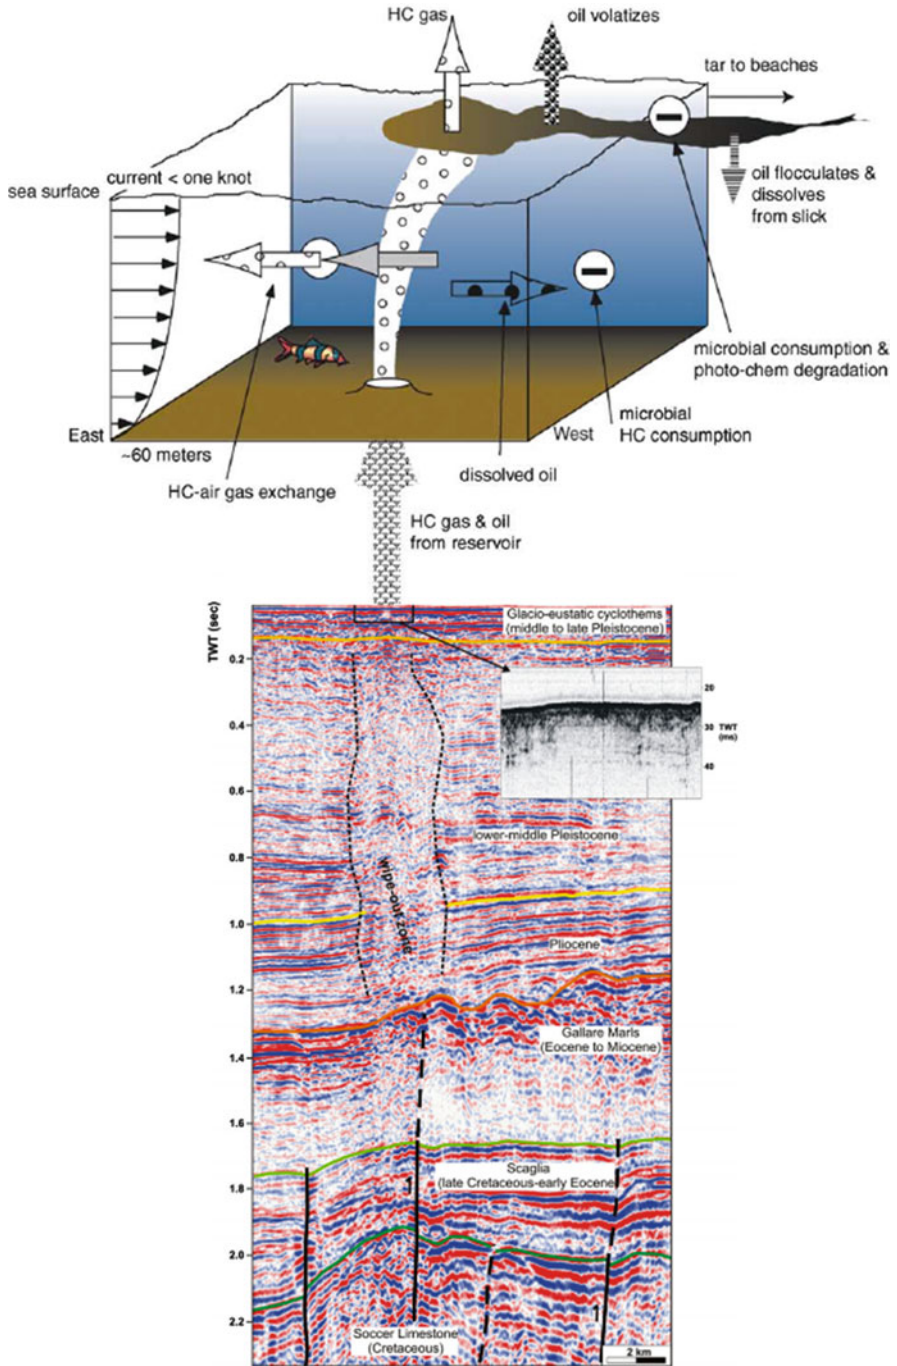 HC gas
oil volatizes
tar to beaches
current < one knot
sea surface
oil flocculates &
dissolves
from slick
microbial consumption &
photo-chem degradation
East
West
microbial
HC consumption
~60 meters
dissolved oil
HC-air gas exchange
HC gas & oil
from reservoir
TWT (sec)
Glacio-eustatic cyclothems
(middle to late Pleistocene)
0.2
20
30 TWT
(ms)
40
0.4
0.6
lower-middle Pleistocene
0.8
wipe-out zone
1.0
Pliocene
1.2
Gallare Marls
(Eocene to Miocene)
1.4
1.6
Scaglia
(late Cretaceous-early Eocene)
1.8
2.0
2.2
Soccer Limestone
(Cretaceous)
2 km